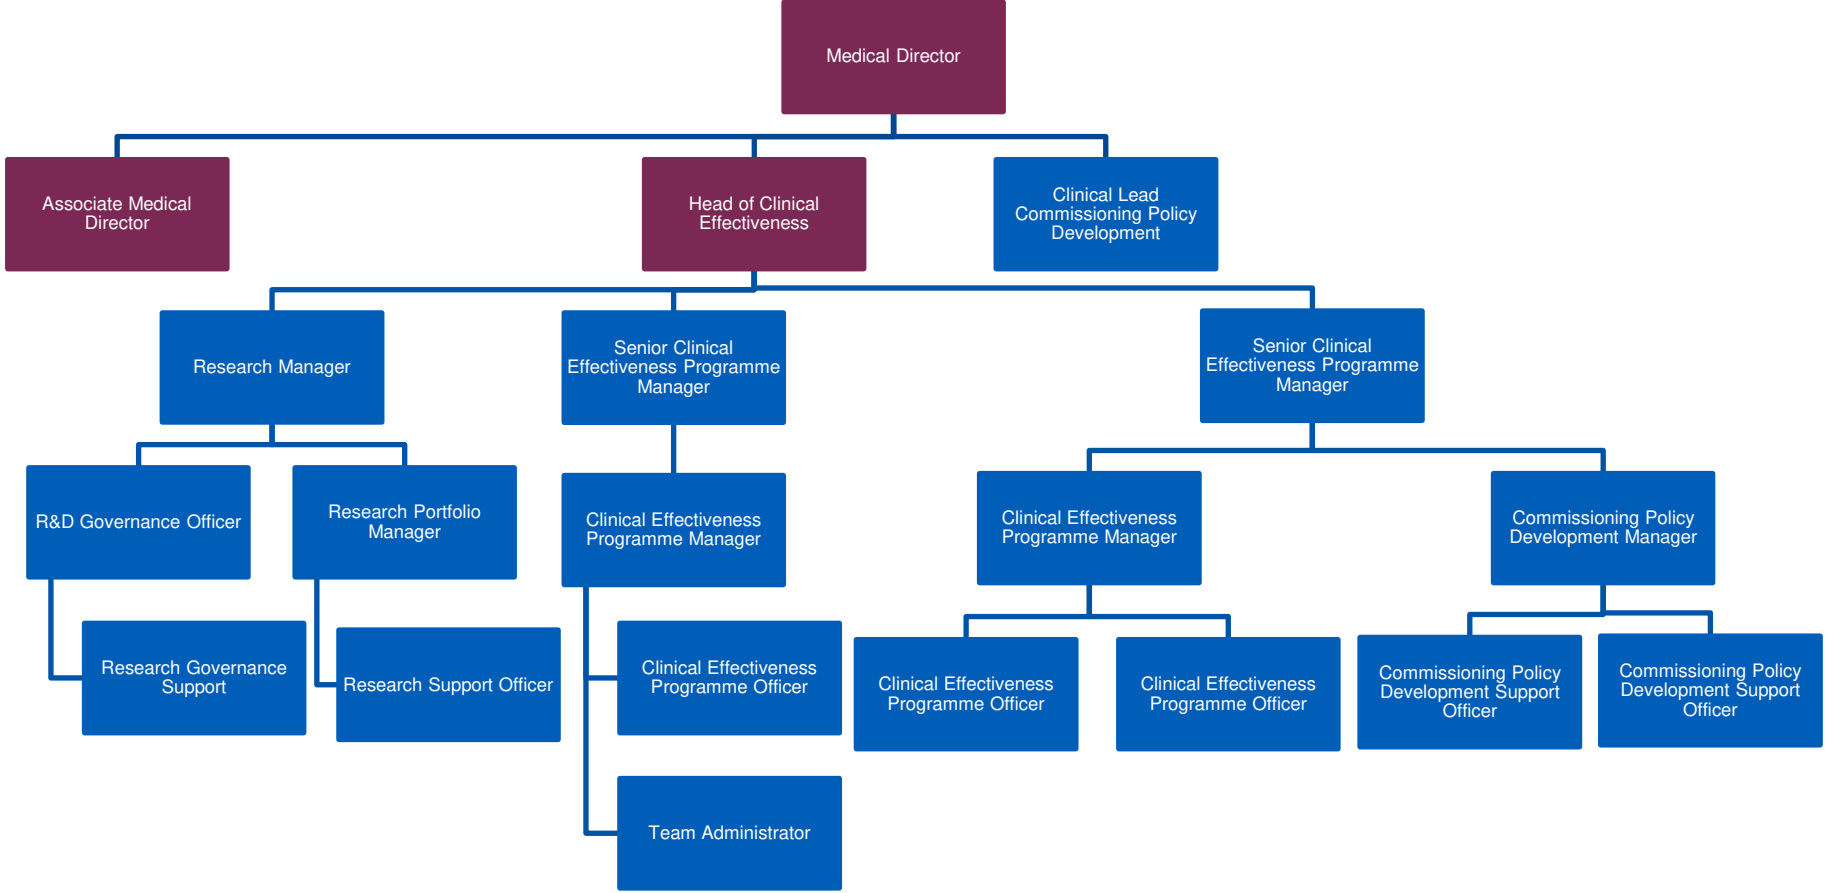 Medical Director
Associate Medical
Director
Head of Clinical
Effectiveness
Clinical Lead
Commissioning Policy
Development
Research Manager
Senior Clinical
Effectiveness Programme
Manager
Senior Clinical
Effectiveness Programme
Manager
R&D Governance Officer
Research Portfolio
Manager
Clinical Effectiveness
Programme Manager
Clinical Effectiveness
Programme Manager
Commissioning Policy
Development Manager
Research Governance
Support
Research Support Officer
Clinical Effectiveness
Programme Officer
Clinical Effectiveness
Programme Officer
Clinical Effectiveness
Programme Officer
Commissioning Policy
Development Support
Officer
Commissioning Policy
Development Support
Officer
Team Administrator